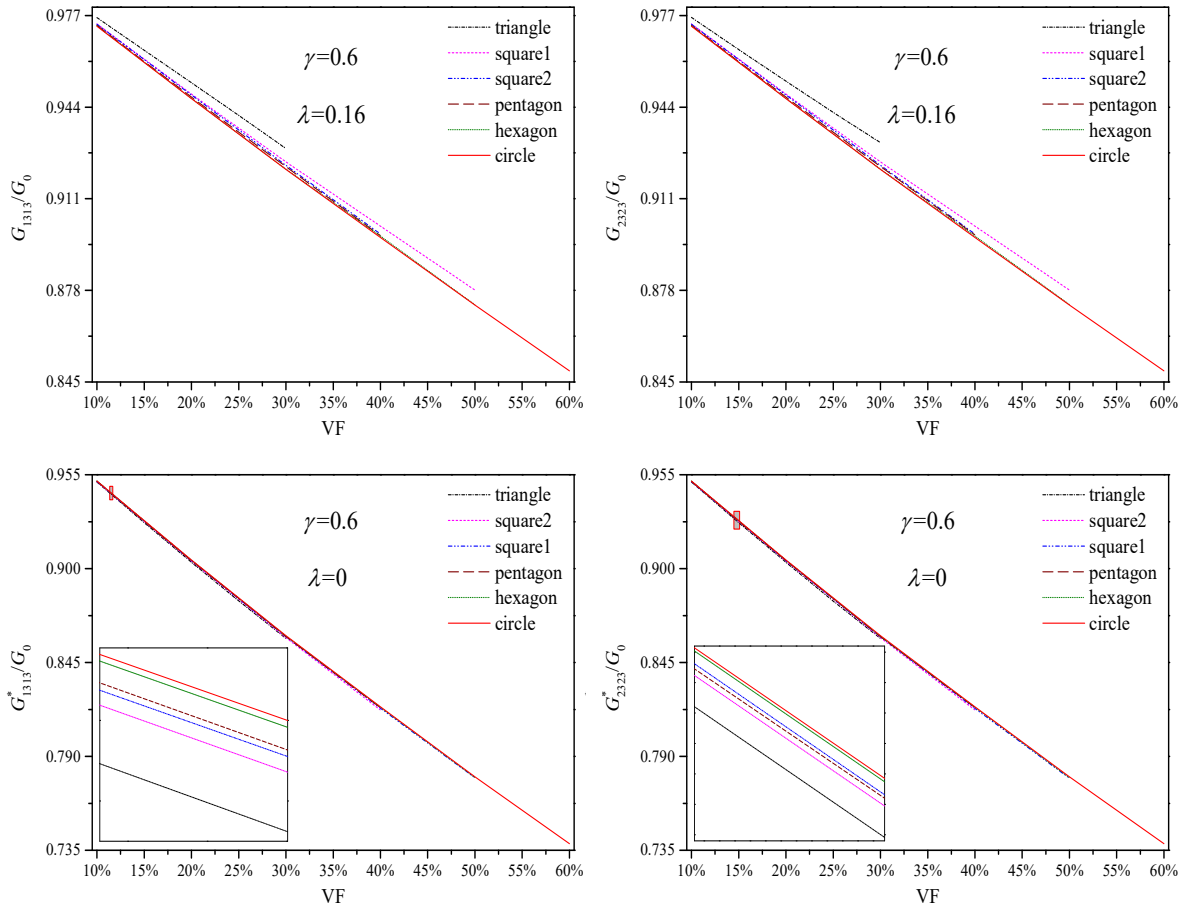 0.977
0.944
0.911
0.878
0.845
G1313/G0
γ=0.6
λ=0.16
triangle
square1
square2
pentagon
hexagon
circle
10% 15% 20% 25% 30% 35% 40% 45% 50% 55% 60%
VF
0.977
0.944
0.911
0.878
0.845
G2323/G0
γ=0.6
λ=0.16
triangle
square1
square2
pentagon
hexagon
circle
10% 15% 20% 25% 30% 35% 40% 45% 50% 55% 60%
VF
0.955
0.900
0.845
0.790
0.735
G*1313/G0
γ=0.6
λ=0
triangle
square2
square1
pentagon
hexagon
circle
10% 15% 20% 25% 30% 35% 40% 45% 50% 55% 60%
VF
0.955
0.900
0.845
0.790
0.735
G*2323/G0
γ=0.6
λ=0
triangle
square2
square1
pentagon
hexagon
circle
10% 15% 20% 25% 30% 35% 40% 45% 50% 55% 60%
VF